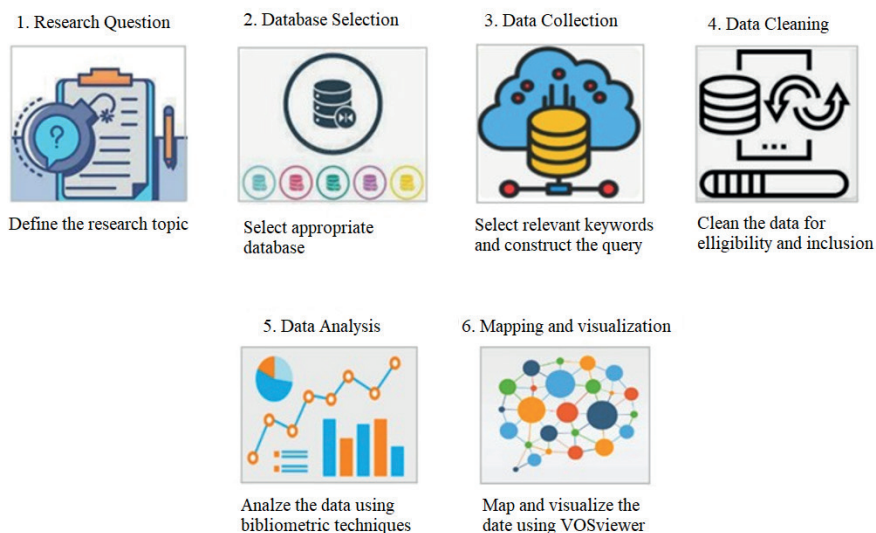 1. Research Question
2. Database Selection
3. Data Collection
4. Data Cleaning
?
Define the research topic
Select appropriate
database
Select relevant keywords
and construct the query
Clean the data for
elligibility and inclusion
5. Data Analysis
6. Mapping and visualization
Analze the data using
bibliometric techniques
Map and visualize the
date using VOSviewer